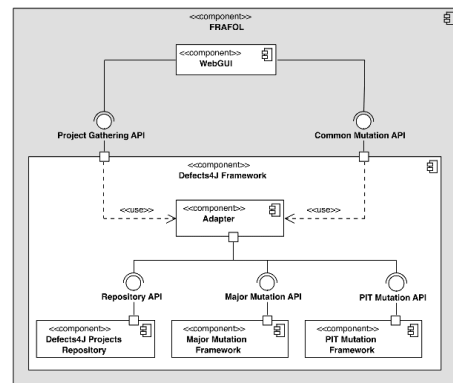 <<component>>
FRAFOL
<<component>>
WebGUI
Project Gathering API
Common Mutation API
<<component>>
Defects4J Framework
<<use>>
<<component>>
Adapter
<<use>>
Repository API
Major Mutation API
PIT Mutation API
<<component>>
Defects4J Projects
Repository
<<component>>
Major Mutation
Framework
<<component>>
PIT Mutation
Framework